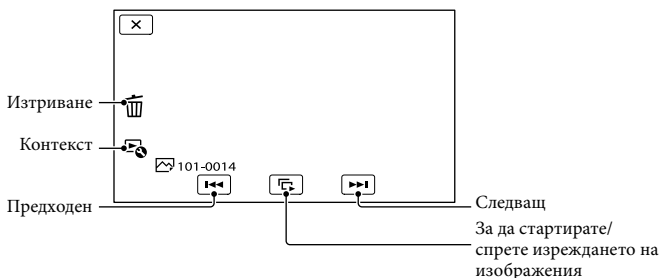 Изтриване
Контекст
101-0014
Предходен
Следващ
За да стартирате/
спрете изреждането на
изображения